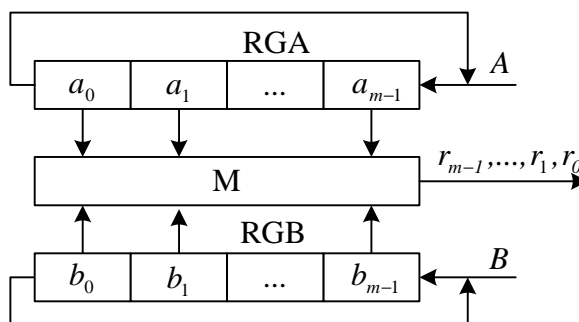 RGA
A
a₀ a₁ ... aₘ₋₁
rₘ₋₁,...,r₁,r₀
M
RGB
B
b₀ b₁ ... bₘ₋₁